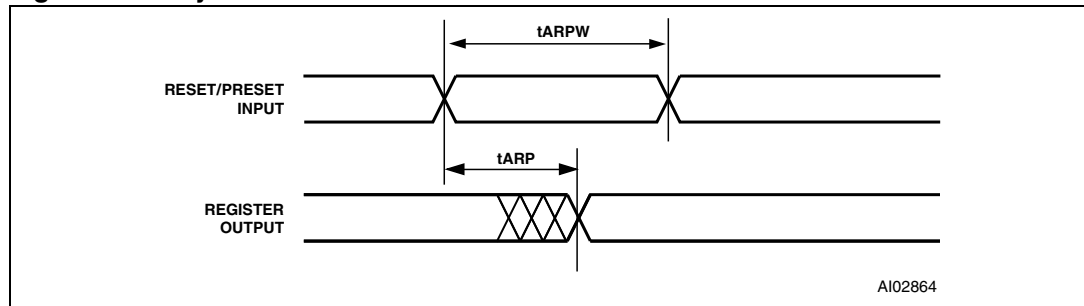 tARPW
RESET/PRESET
INPUT
tARP
REGISTER
OUTPUT
AI02864